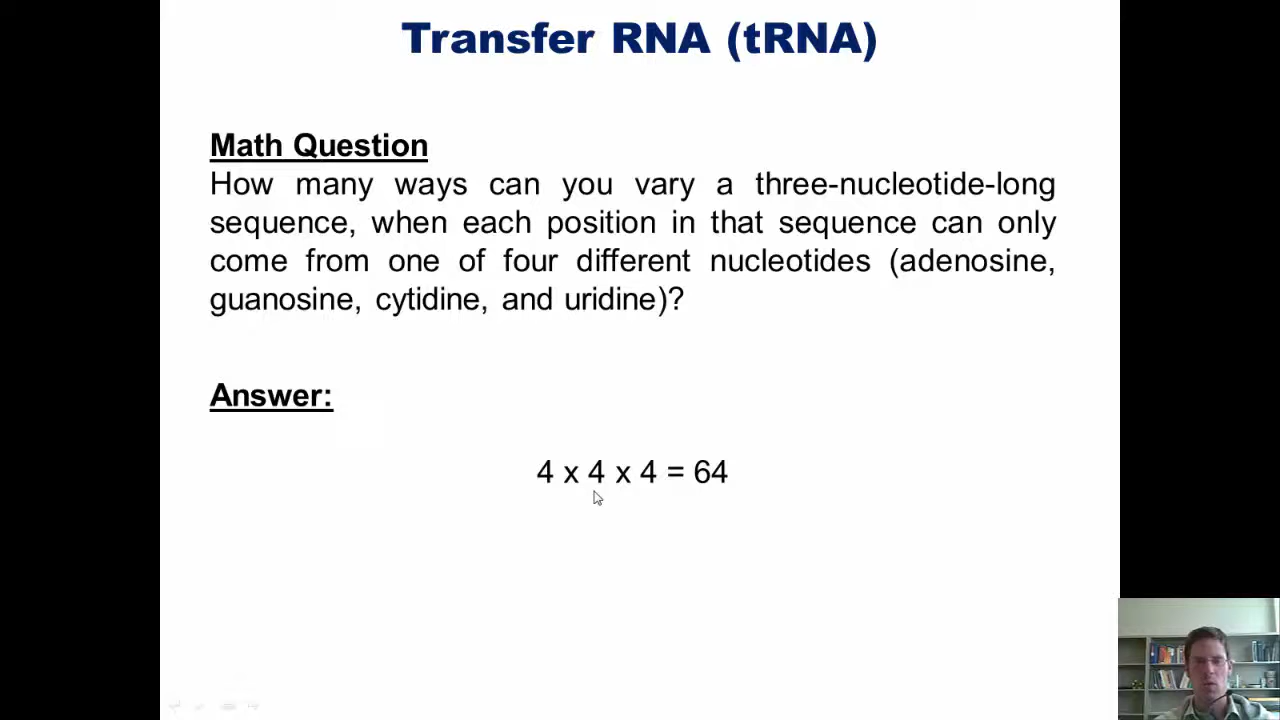 Transfer RNA (tRNA)
Math Question
How many ways can you vary a three-nucleotide-long
sequence, when each position in that sequence can only
come from one of four different nucleotides (adenosine,
guanosine, cytidine, and uridine)?
Answer:
4 x 4 x 4 = 64